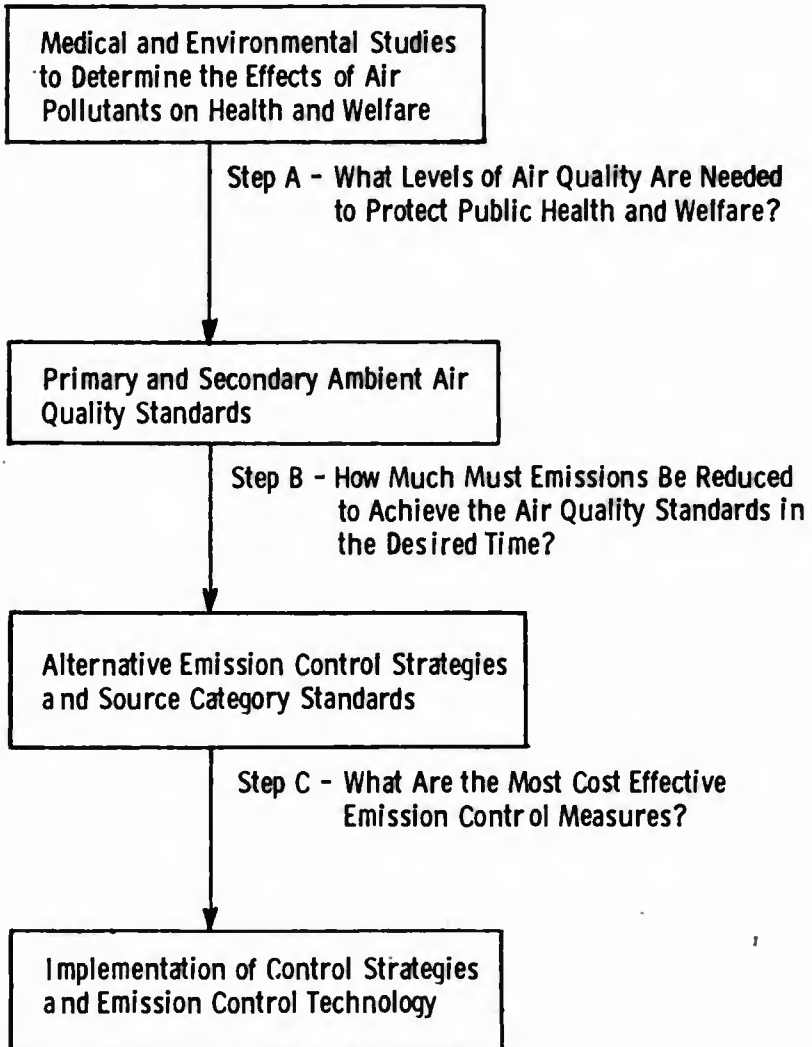 Medical and Environmental Studies
to Determine the Effects of Air
Pollutants on Health and Welfare
Step A - What Levels of Air Quality Are Needed
to Protect Public Health and Welfare?
Primary and Secondary Ambient Air
Quality Standards
Step B - How Much Must Emissions Be Reduced
to Achieve the Air Quality Standards in
the Desired Time?
Alternative Emission Control Strategies
and Source Category Standards
Step C - What Are the Most Cost Effective
Emission Control Measures?
Implementation of Control Strategies
and Emission Control Technology